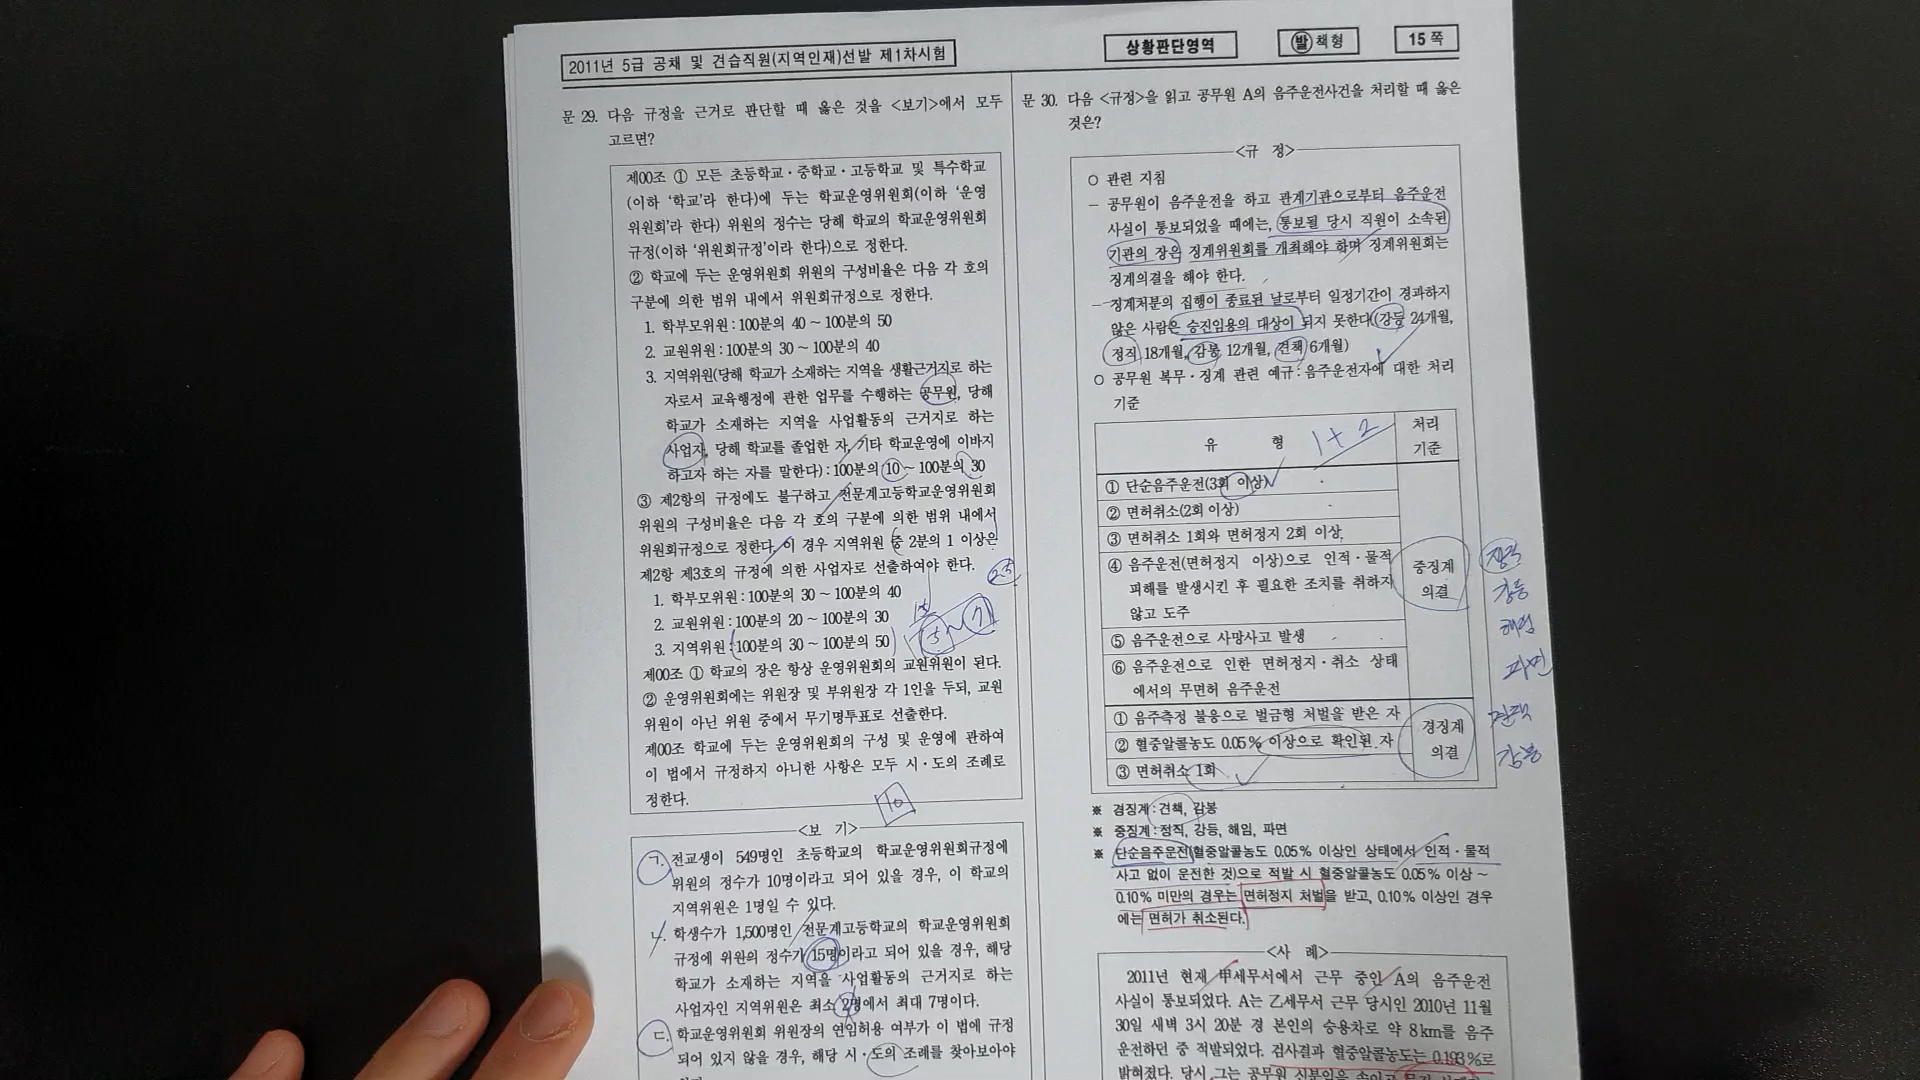 2011년 5급 공채 및 견습직원(지역인재)선발 제1차시험
상황판단영역
발 책형
15 쪽
문 29. 다음 규정을 근거로 판단할 때 옳은 것을 <보기>에서 모두
고르면?
제00조 ① 모든 초등학교·중학교·고등학교 및 특수학교
(이하 '학교'라 한다)에 두는 학교운영위원회(이하 '운영
위원회'라 한다) 위원의 정수는 당해 학교의 학교운영위원회
규정(이하 '위원회규정'이라 한다)으로 정한다.
② 학교에 두는 운영위원회 위원의 구성비율은 다음 각 호의
구분에 의한 범위 내에서 위원회규정으로 정한다.
1. 학부모위원 : 100분의 40 ~ 100분의 50
2. 교원위원 : 100분의 30 ~ 100분의 40
3. 지역위원(당해 학교가 소재하는 지역을 생활근거지로 하는
자로서 교육행정에 관한 업무를 수행하는 공무원, 당해
학교가 소재하는 지역을 사업활동의 근거지로 하는
사업자, 당해 학교를 졸업한 자, 기타 학교운영에 이바지
하고자 하는 자를 말한다) : 100분의 10 ~ 100분의 30
③ 제2항의 규정에도 불구하고 전문계고등학교운영위원회
위원의 구성비율은 다음 각 호의 구분에 의한 범위 내에서
위원회규정으로 정한다. 이 경우 지역위원 중 2분의 1 이상은
제2항 제3호의 규정에 의한 사업자로 선출하여야 한다.
2.5
1. 학부모위원 : 100분의 30 ~ 100분의 40
2. 교원위원 : 100분의 20 ~ 100분의 30
3. 지역위원 : 100분의 30 ~ 100분의 50
5 ~ 7
제00조 ① 학교의 장은 항상 운영위원회의 교원위원이 된다.
② 운영위원회에는 위원장 및 부위원장 각 1인을 두되, 교원
위원이 아닌 위원 중에서 무기명투표로 선출한다.
제00조 학교에 두는 운영위원회의 구성 및 운영에 관하여
이 법에서 규정하지 아니한 사항은 모두 시·도의 조례로
정한다.
10
<보 기>
ㄱ. 전교생이 549명인 초등학교의 학교운영위원회규정에
위원의 정수가 10명이라고 되어 있을 경우, 이 학교의
지역위원은 1명일 수 있다.
ㄴ. 학생수가 1,500명인 전문계고등학교의 학교운영위원회
규정에 위원의 정수가 15명이라고 되어 있을 경우, 해당
학교가 소재하는 지역을 사업활동의 근거지로 하는
사업자인 지역위원은 최소 2명에서 최대 7명이다.
ㄷ. 학교운영위원회 위원장의 연임허용 여부가 이 법에 규정
되어 있지 않을 경우, 해당 시·도의 조례를 찾아보아야
문 30. 다음 <규정>을 읽고 공무원 A의 음주운전사건을 처리할 때 옳은
것은?
<규 정>
○ 관련 지침
- 공무원이 음주운전을 하고 관계기관으로부터 음주운전
사실이 통보되었을 때에는, 통보될 당시 직원이 소속된
기관의 장은 징계위원회를 개최해야 하며 징계위원회는
징계의결을 해야 한다.
- 징계처분의 집행이 종료된 날로부터 일정기간이 경과하지
않은 사람은 승진임용의 대상이 되지 못한다(강등 24개월,
정직 18개월, 감봉 12개월, 견책 6개월)
○ 공무원 복무·징계 관련 예규 : 음주운전자에 대한 처리
기준
유 형
1+2
처리
기준
① 단순음주운전(3회 이상)
② 면허취소(2회 이상)
③ 면허취소 1회와 면허정지 2회 이상
④ 음주운전(면허정지 이상)으로 인적·물적
피해를 발생시킨 후 필요한 조치를 취하지
않고 도주
⑤ 음주운전으로 사망사고 발생
⑥ 음주운전으로 인한 면허정지·취소 상태
에서의 무면허 음주운전
중징계
의결
정직
강등
해임
파면
① 음주측정 불응으로 벌금형 처벌을 받은 자
② 혈중알콜농도 0.05% 이상으로 확인된 자
③ 면허취소 1회
경징계
의결
견책
감봉
※ 경징계 : 견책, 감봉
※ 중징계 : 정직, 강등, 해임, 파면
※ 단순음주운전(혈중알콜농도 0.05% 이상인 상태에서 인적·물적
사고 없이 운전한 것)으로 적발 시 혈중알콜농도 0.05% 이상 ~
0.10% 미만의 경우는 면허정지 처벌을 받고, 0.10% 이상인 경우
에는 면허가 취소된다.
<사 례>
2011년 현재 甲세무서에서 근무 중인 A의 음주운전
사실이 통보되었다. A는 乙세무서 근무 당시인 2010년 11월
30일 새벽 3시 20분 경 본인의 승용차로 약 8km를 음주
운전하던 중 적발되었다. 검사결과 혈중알콜농도는 0.193%로
밝혀졌다. 당시 그는 공무원 신분임을 속이고